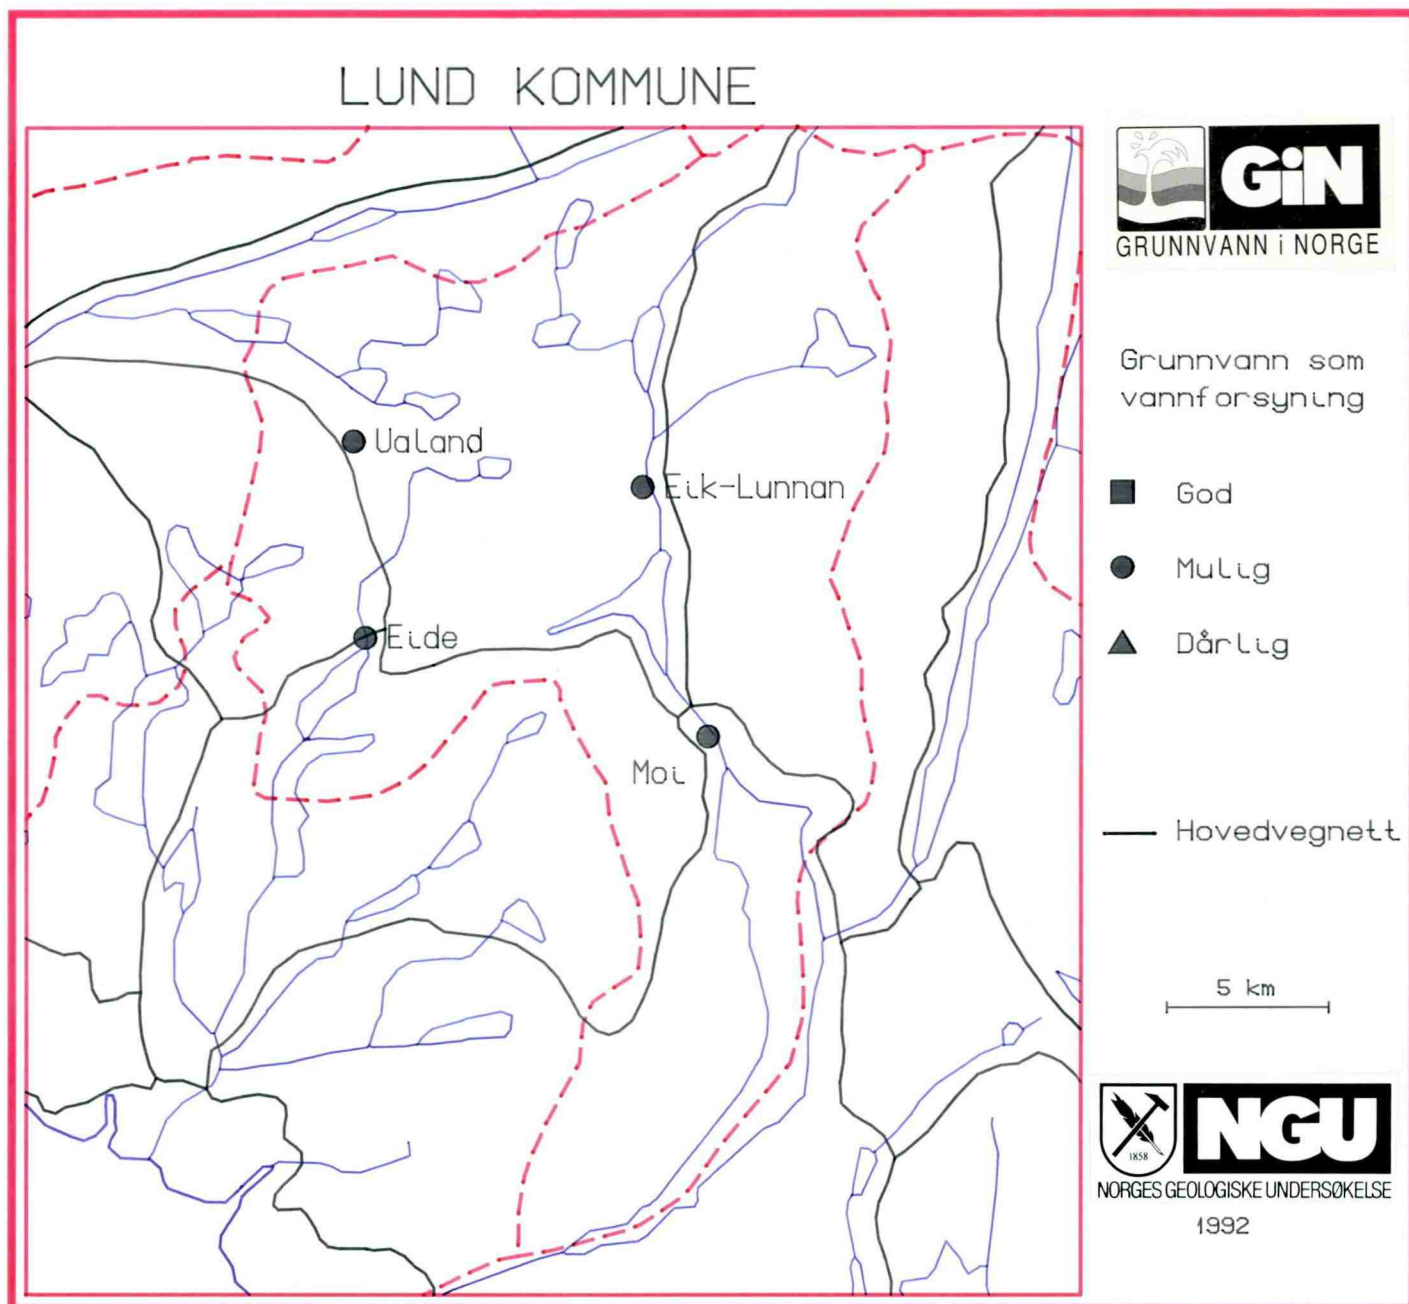 LUND KOMMUNE
GiN
GRUNNVANN i NORGE
Grunnvann som
vannforsyning
God
Mulig
Dårlig
Hovedvegnett
5 km
1858
NGU
NORGES GEOLOGISKE UNDERSØKELSE
1992
Ualand
Eik-Lunnan
Eide
Moi